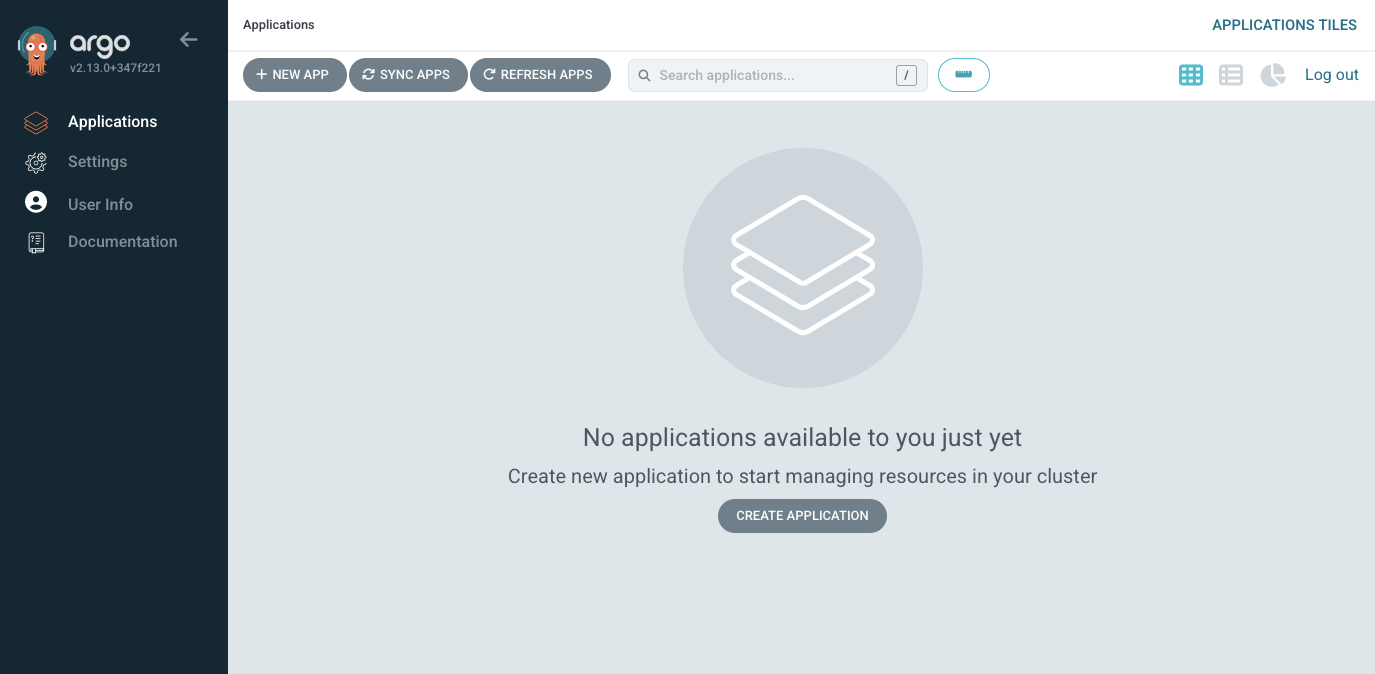 argo
v2.13.0+347f221
Applications
Settings
User Info
Documentation
Applications
APPLICATIONS TILES
NEW APP
SYNC APPS
REFRESH APPS
Search applications...
/
Log out
No applications available to you just yet
Create new application to start managing resources in your cluster
CREATE APPLICATION